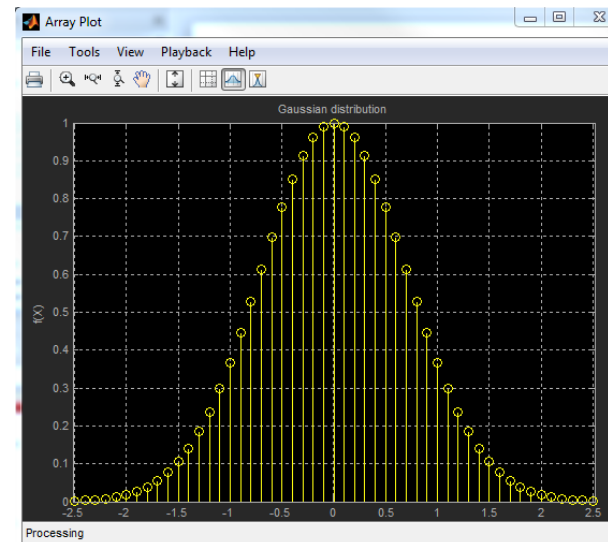 Array Plot
File Tools View Playback Help
Gaussian distribution
1
0.9
0.8
0.7
0.6
0.5
0.4
0.3
0.2
0.1
0
f(X)
-2.5 -2 -1.5 -1 -0.5 0 0.5 1 1.5 2 2.5
Processing